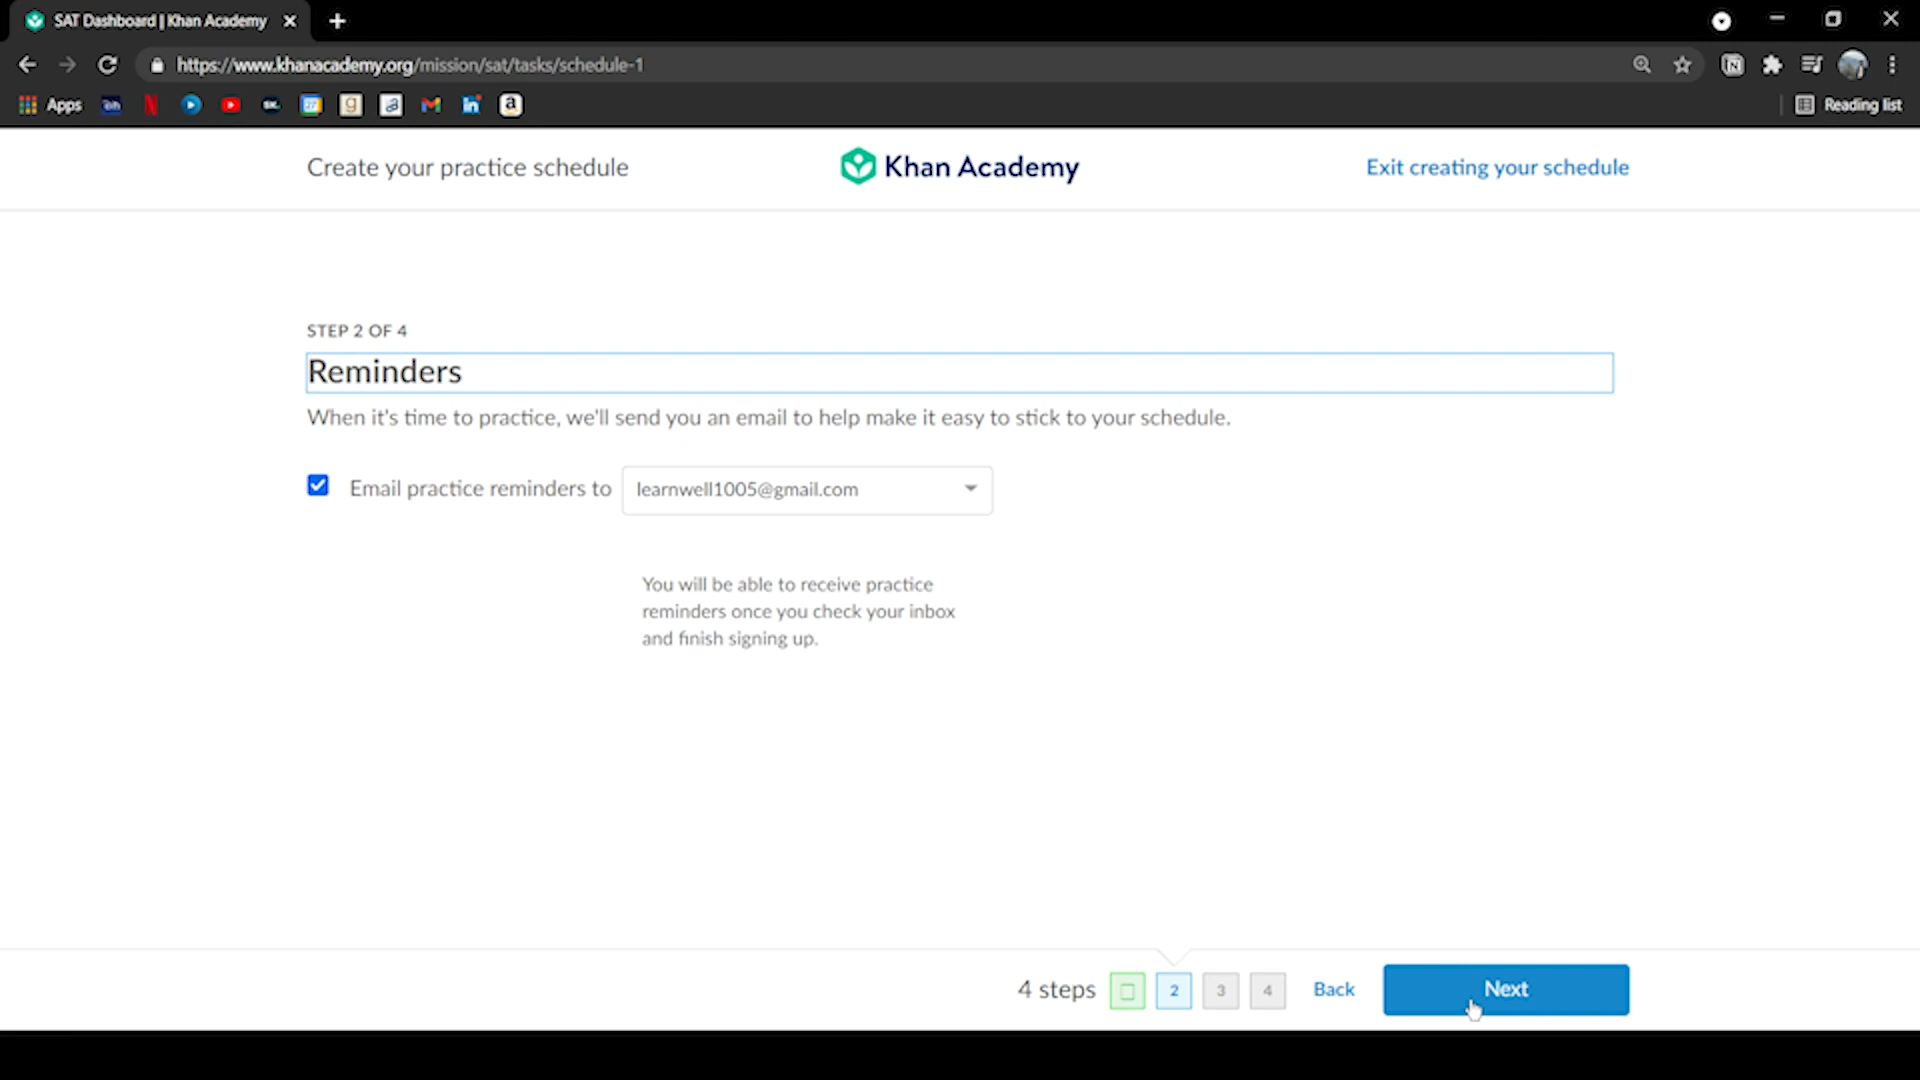 SAT Dashboard | Khan Academy
https://www.khanacademy.org/mission/sat/tasks/schedule-1
Apps
Reading list
Create your practice schedule
Khan Academy
Exit creating your schedule
STEP 2 OF 4
Reminders
When it's time to practice, we'll send you an email to help make it easy to stick to your schedule.
Email practice reminders to
learnwell1005@gmail.com
You will be able to receive practice
reminders once you check your inbox
and finish signing up.
4 steps
2
3
4
Back
Next